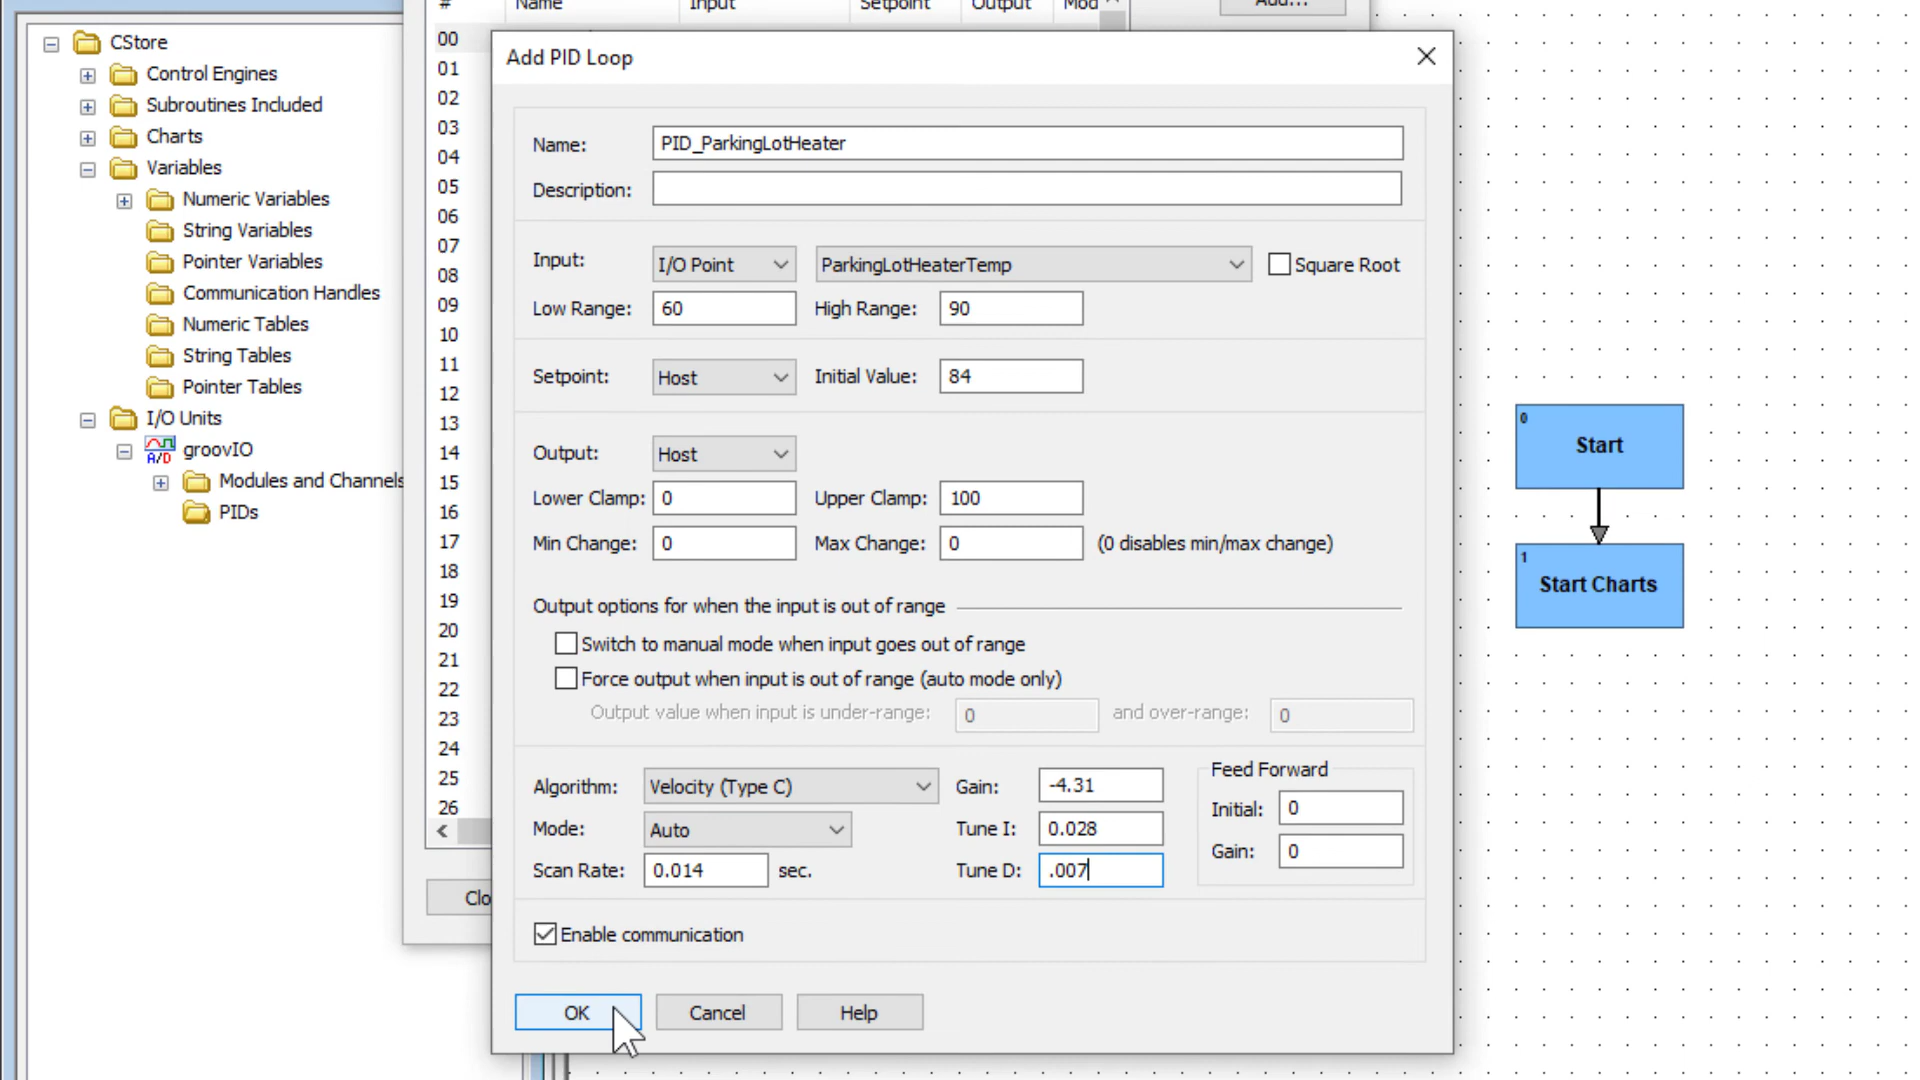 # Name Input Setpoint Output Mod
Add...
CStore
Control Engines
Subroutines Included
Charts
Variables
Numeric Variables
String Variables
Pointer Variables
Communication Handles
Numeric Tables
String Tables
Pointer Tables
I/O Units
A/D groovIO
Modules and Channels
PIDs
00
01
02
03
04
05
06
07
08
09
10
11
12
13
14
15
16
17
18
19
20
21
22
23
24
25
26
Clo
Add PID Loop
Name: PID_ParkingLotHeater
Description:
Input: I/O Point ParkingLotHeaterTemp Square Root
Low Range: 60 High Range: 90
Setpoint: Host Initial Value: 84
Output: Host
Lower Clamp: 0 Upper Clamp: 100
Min Change: 0 Max Change: 0 (0 disables min/max change)
Output options for when the input is out of range
Switch to manual mode when input goes out of range
Force output when input is out of range (auto mode only)
Output value when input is under-range: 0 and over-range: 0
Algorithm: Velocity (Type C) Gain: -4.31
Mode: Auto Tune I: 0.028
Scan Rate: 0.014 sec. Tune D: .007
Feed Forward
Initial: 0
Gain: 0
Enable communication
OK Cancel Help
0
Start
1
Start Charts